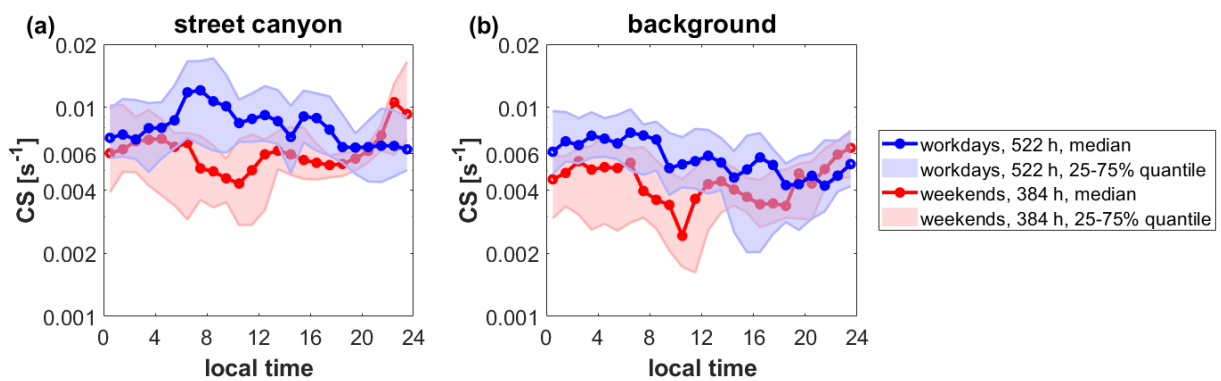 (a) street canyon
0.02
0.01
0.006
0.004
0.002
0.001
CS [s-1]
0 4 8 12 16 20 24
local time
(b) background
0.02
0.01
0.006
0.004
0.002
0.001
CS [s-1]
0 4 8 12 16 20 24
local time
workdays, 522 h, median
workdays, 522 h, 25-75% quantile
weekends, 384 h, median
weekends, 384 h, 25-75% quantile